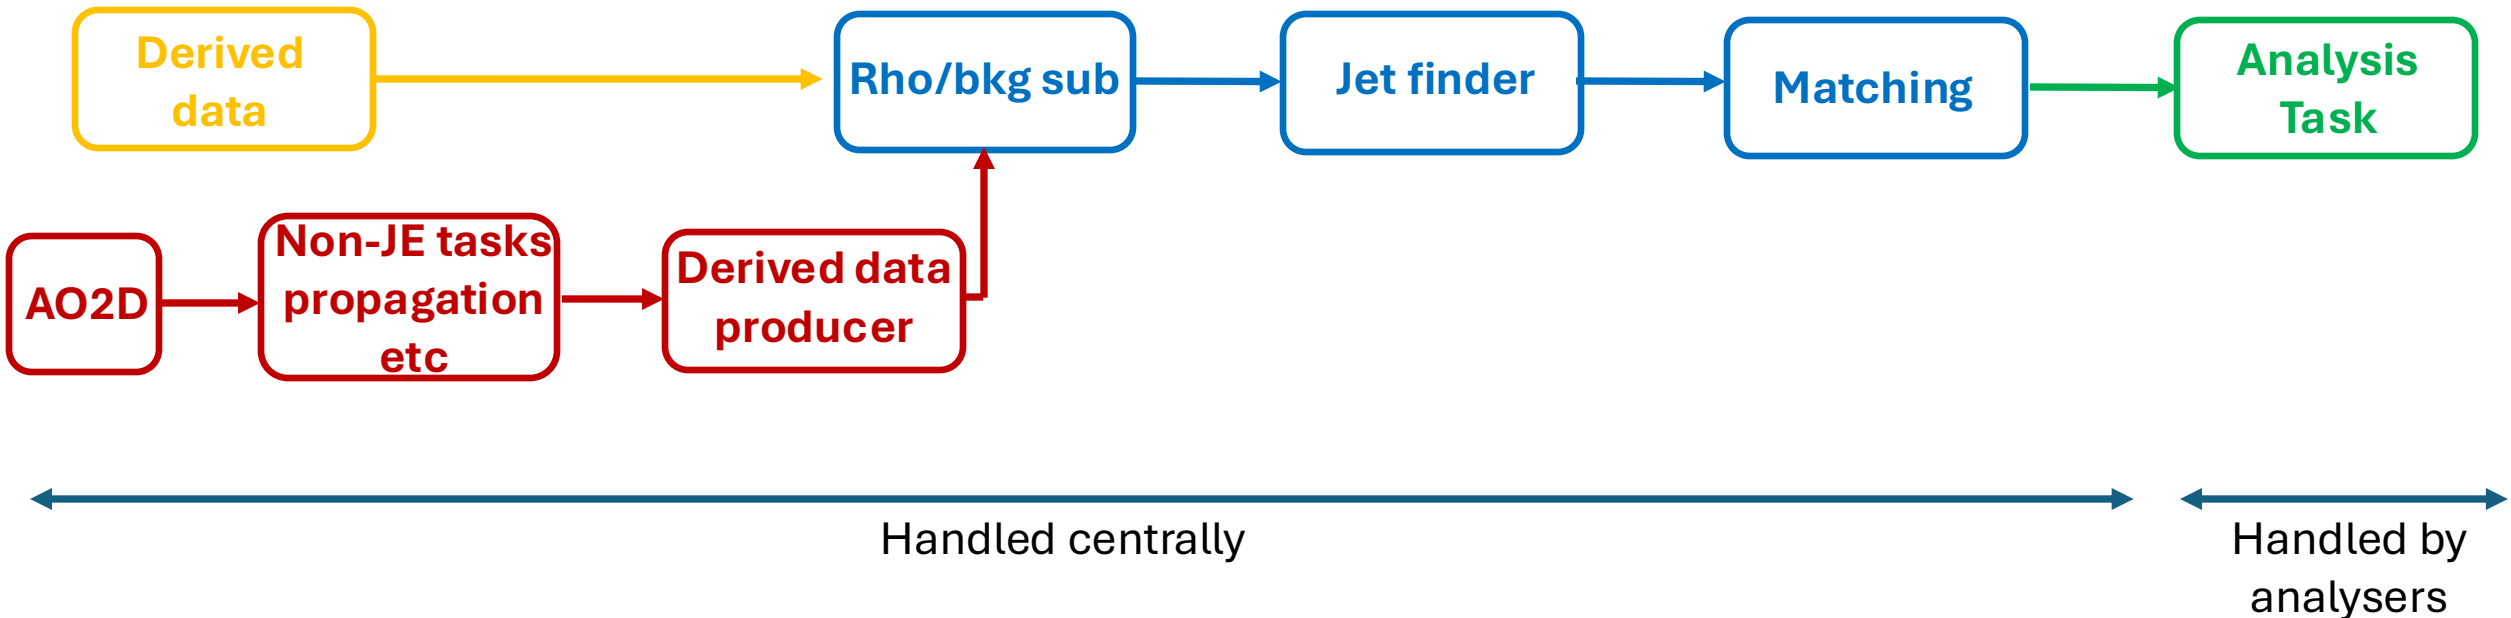 Derived
data
Rho/bkg sub
Jet finder
Matching
Analysis
Task
AO2D
Non-JE tasks
propagation
etc
Derived data
producer
Handled centrally
Handled by
analysers